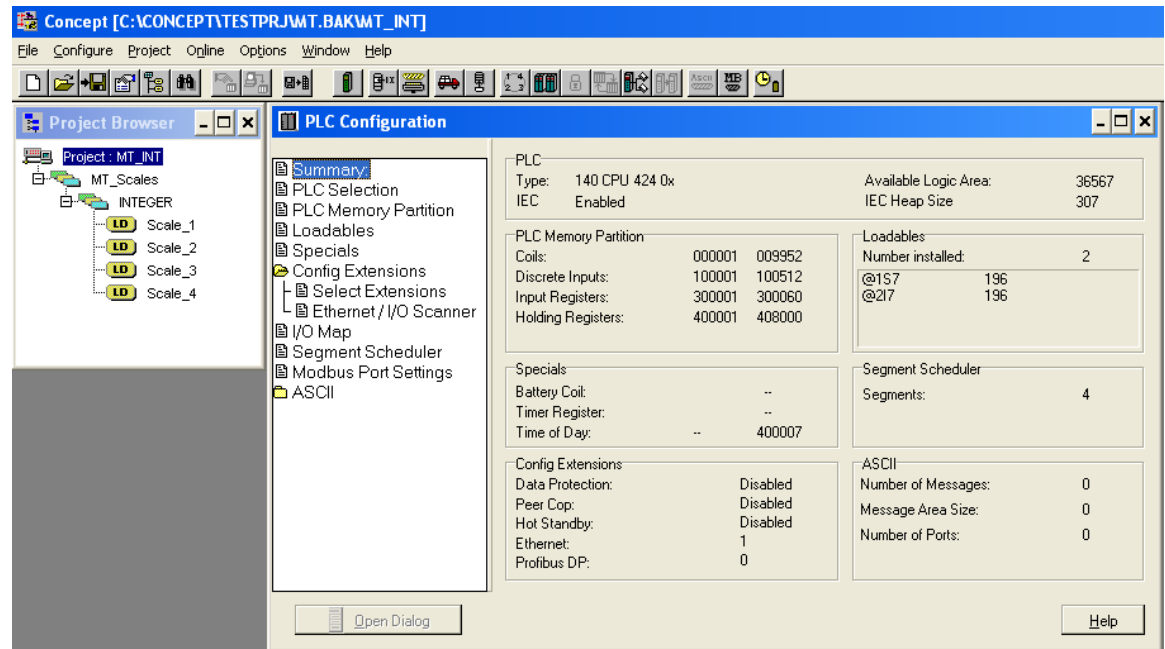 Concept [C:\CONCEPT\TESTPRJ\MT.BAK\MT_INT]
File Configure Project Online Options Window Help
Project Browser
Project : MT_INT
MT_Scales
INTEGER
LD Scale_1
LD Scale_2
LD Scale_3
LD Scale_4
PLC Configuration
Summary:
PLC Selection
PLC Memory Partition
Loadables
Specials
Config Extensions
Select Extensions
Ethernet / I/O Scanner
I/O Map
Segment Scheduler
Modbus Port Settings
ASCII
PLC
Type: 140 CPU 424 0x Available Logic Area: 36567
IEC Enabled IEC Heap Size 307
PLC Memory Partition
Coils: 000001 009952
Discrete Inputs: 100001 100512
Input Registers: 300001 300060
Holding Registers: 400001 408000
Loadables
Number installed: 2
@1S7 196
@2I7 196
Specials
Battery Coil: --
Timer Register: --
Time of Day: -- 400007
Segment Scheduler
Segments: 4
Config Extensions
Data Protection: Disabled
Peer Cop: Disabled
Hot Standby: Disabled
Ethernet: 1
Profibus DP: 0
ASCII
Number of Messages: 0
Message Area Size: 0
Number of Ports: 0
Open Dialog
Help